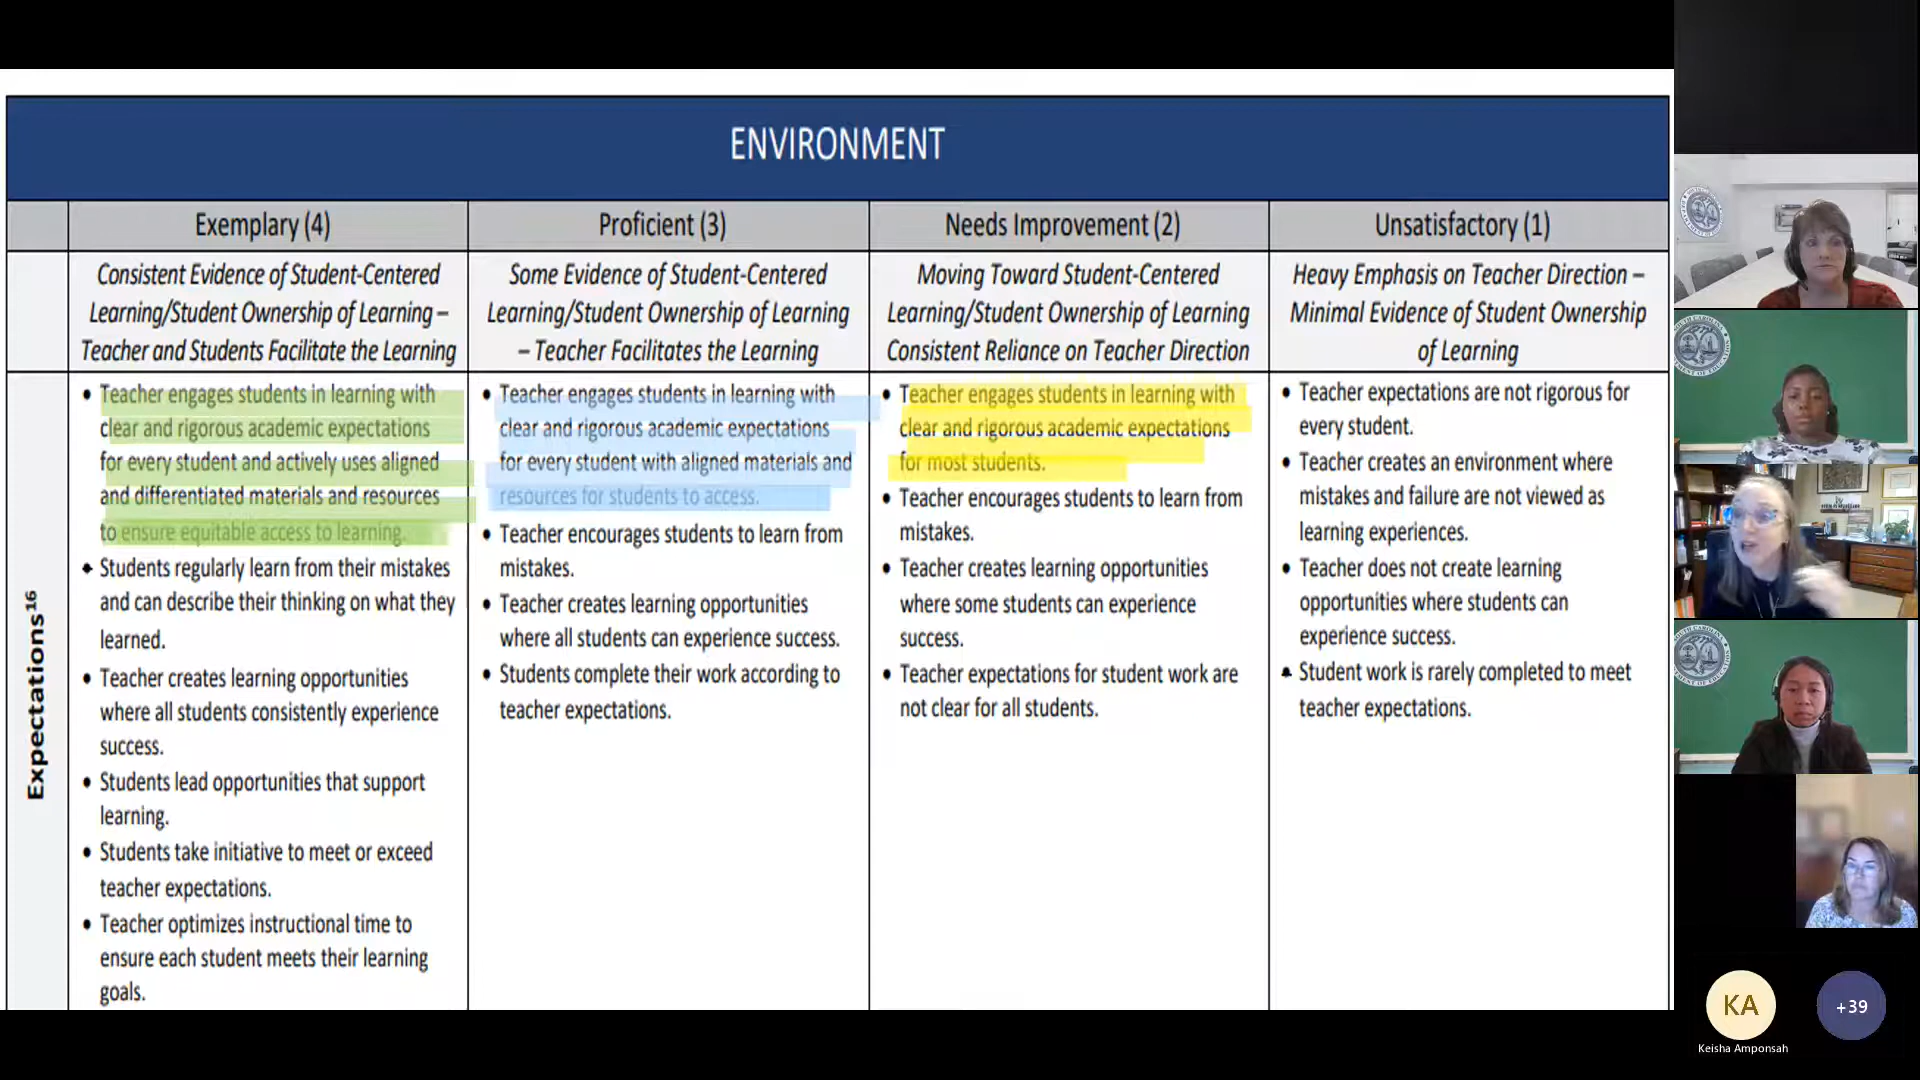 ENVIRONMENT
Exemplary (4)
Proficient (3)
Needs Improvement (2)
Unsatisfactory (1)
Consistent Evidence of Student-Centered
Learning/Student Ownership of Learning –
Teacher and Students Facilitate the Learning
Some Evidence of Student-Centered
Learning/Student Ownership of Learning
– Teacher Facilitates the Learning
Moving Toward Student-Centered
Learning/Student Ownership of Learning
Consistent Reliance on Teacher Direction
Heavy Emphasis on Teacher Direction –
Minimal Evidence of Student Ownership
of Learning
Expectations16
• Teacher engages students in learning with
clear and rigorous academic expectations
for every student and actively uses aligned
and differentiated materials and resources
to ensure equitable access to learning.
• Students regularly learn from their mistakes
and can describe their thinking on what they
learned.
• Teacher creates learning opportunities
where all students consistently experience
success.
• Students lead opportunities that support
learning.
• Students take initiative to meet or exceed
teacher expectations.
• Teacher optimizes instructional time to
ensure each student meets their learning
goals.
• Teacher engages students in learning with
clear and rigorous academic expectations
for every student with aligned materials and
resources for students to access.
• Teacher encourages students to learn from
mistakes.
• Teacher creates learning opportunities
where all students can experience success.
• Students complete their work according to
teacher expectations.
• Teacher engages students in learning with
clear and rigorous academic expectations
for most students.
• Teacher encourages students to learn from
mistakes.
• Teacher creates learning opportunities
where some students can experience
success.
• Teacher expectations for student work are
not clear for all students.
• Teacher expectations are not rigorous for
every student.
• Teacher creates an environment where
mistakes and failure are not viewed as
learning experiences.
• Teacher does not create learning
opportunities where students can
experience success.
• Student work is rarely completed to meet
teacher expectations.
KA
Keisha Amponsah
+39